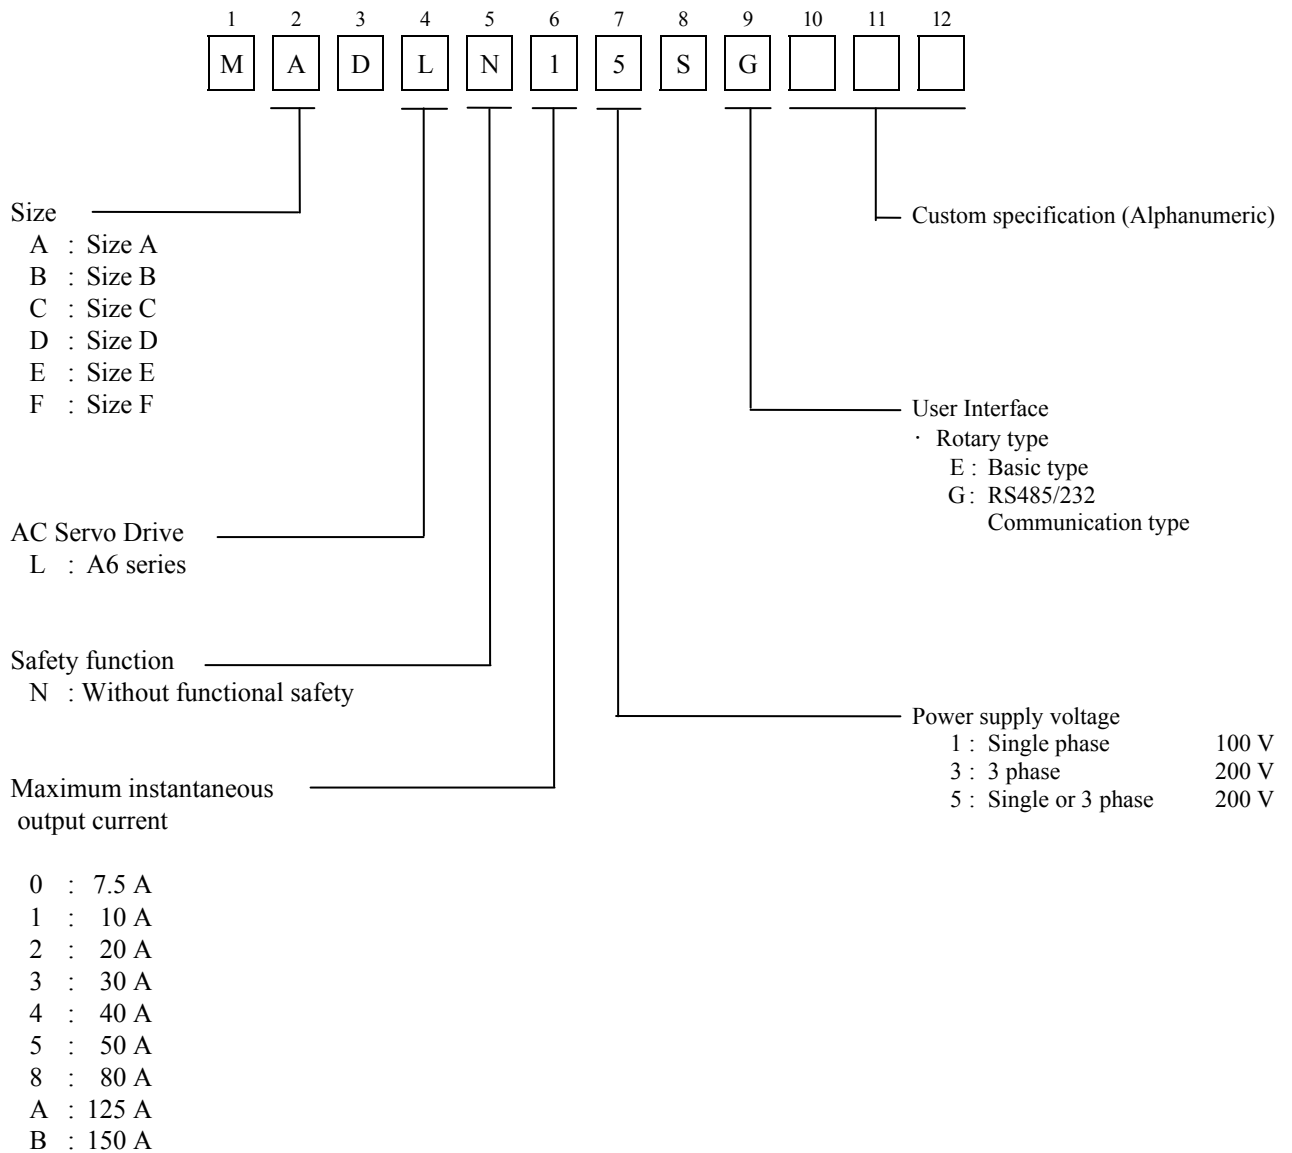 1 2 3 4 5 6 7 8 9 10 11 12
M A D L N 1 5 S G
Size
A : Size A
B : Size B
C : Size C
D : Size D
E : Size E
F : Size F
AC Servo Drive
L : A6 series
Safety function
N : Without functional safety
Maximum instantaneous
output current
0 : 7.5 A
1 : 10 A
2 : 20 A
3 : 30 A
4 : 40 A
5 : 50 A
8 : 80 A
A : 125 A
B : 150 A
Custom specification (Alphanumeric)
User Interface
· Rotary type
E : Basic type
G : RS485/232
Communication type
Power supply voltage
1 : Single phase 100 V
3 : 3 phase 200 V
5 : Single or 3 phase 200 V